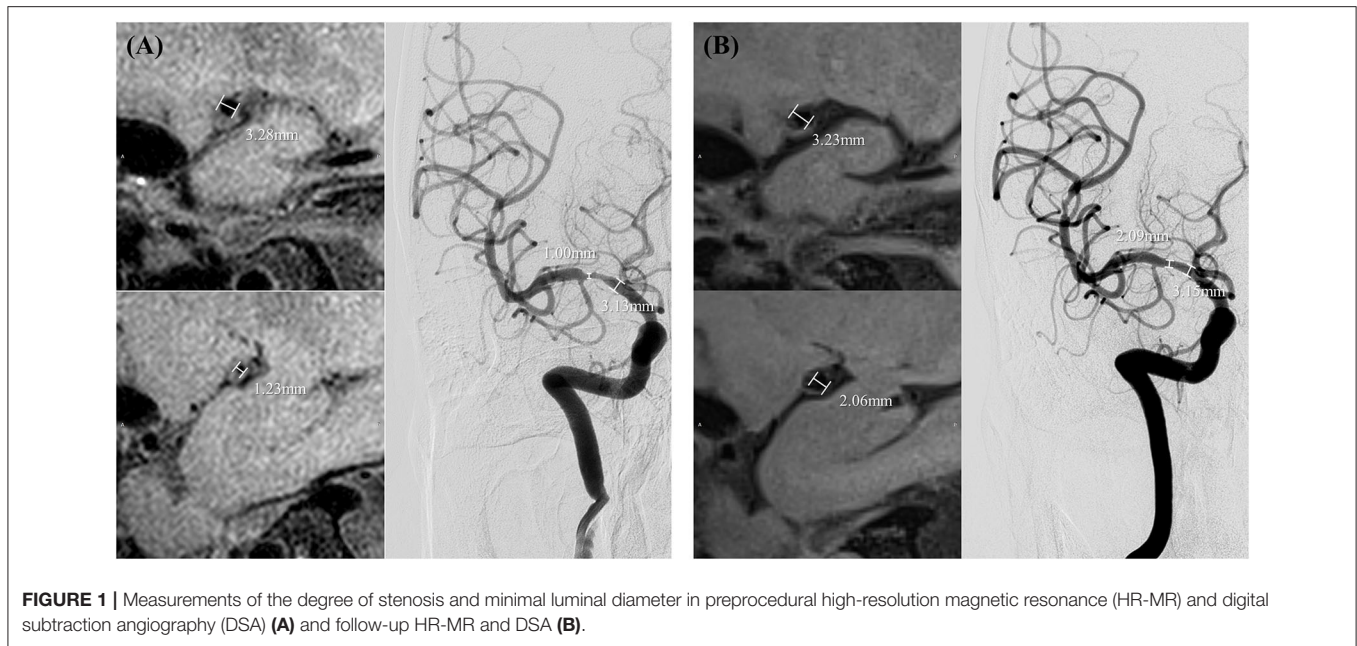 (A)
3.28mm
1.23mm
1.00mm
3.13mm
(B)
3.23mm
2.06mm
2.09mm
3.15mm
FIGURE 1 | Measurements of the degree of stenosis and minimal luminal diameter in preprocedural high-resolution magnetic resonance (HR-MR) and digital
subtraction angiography (DSA) (A) and follow-up HR-MR and DSA (B).